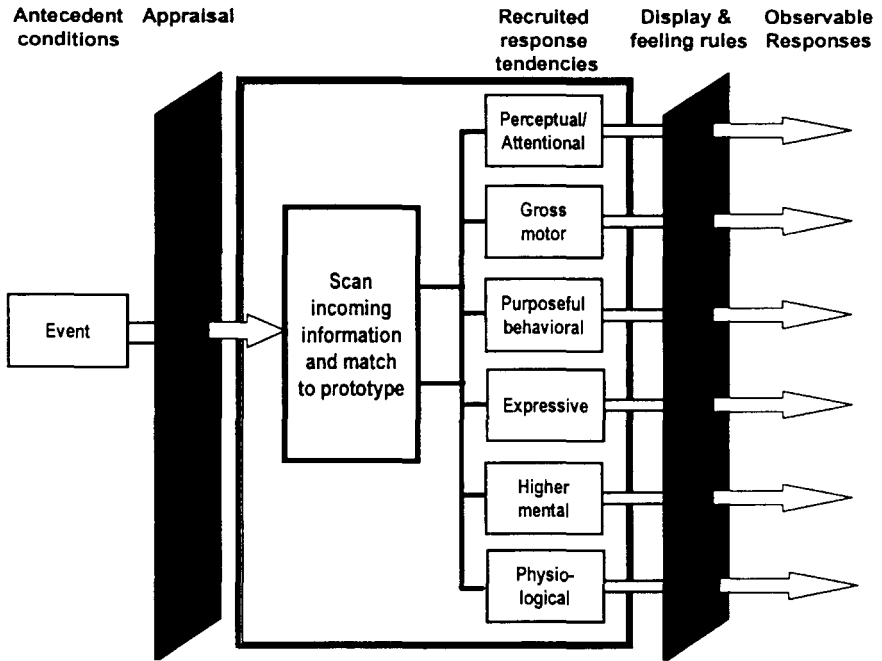 Antecedent
conditions
Appraisal
Recruited
response
tendencies
Display &
feeling rules
Observable
Responses
Event
Scan
incoming
information
and match
to prototype
Perceptual/
Attentional
Gross
motor
Purposeful
behavioral
Expressive
Higher
mental
Physio-
logical